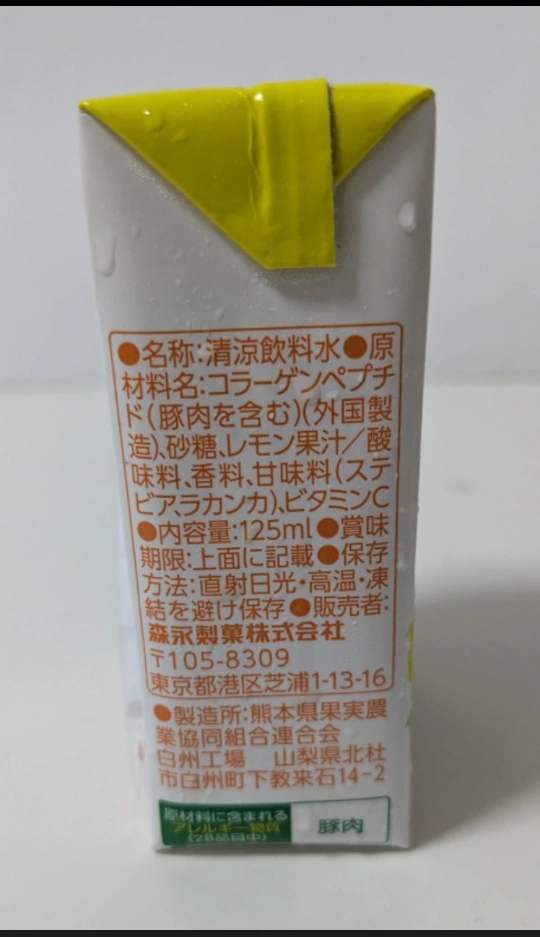 ●名称:清涼飲料水●原
材料名:コラーゲンペプチ
ド(豚肉を含む)(外国製
造)、砂糖、レモン果汁／酸
味料、香料、甘味料(ステ
ビア、ラカンカ)、ビタミンC
●内容量:125ml●賞味
期限:上面に記載●保存
方法:直射日光・高温・凍
結を避け保存●販売者:
森永製菓株式会社
〒105-8309
東京都港区芝浦1-13-16
●製造所:熊本県果実農
業協同組合連合会
白州工場　山梨県北杜
市白州町下教来石14-2
原材料に含まれる
アレルギー物質
(28品目中)
豚肉